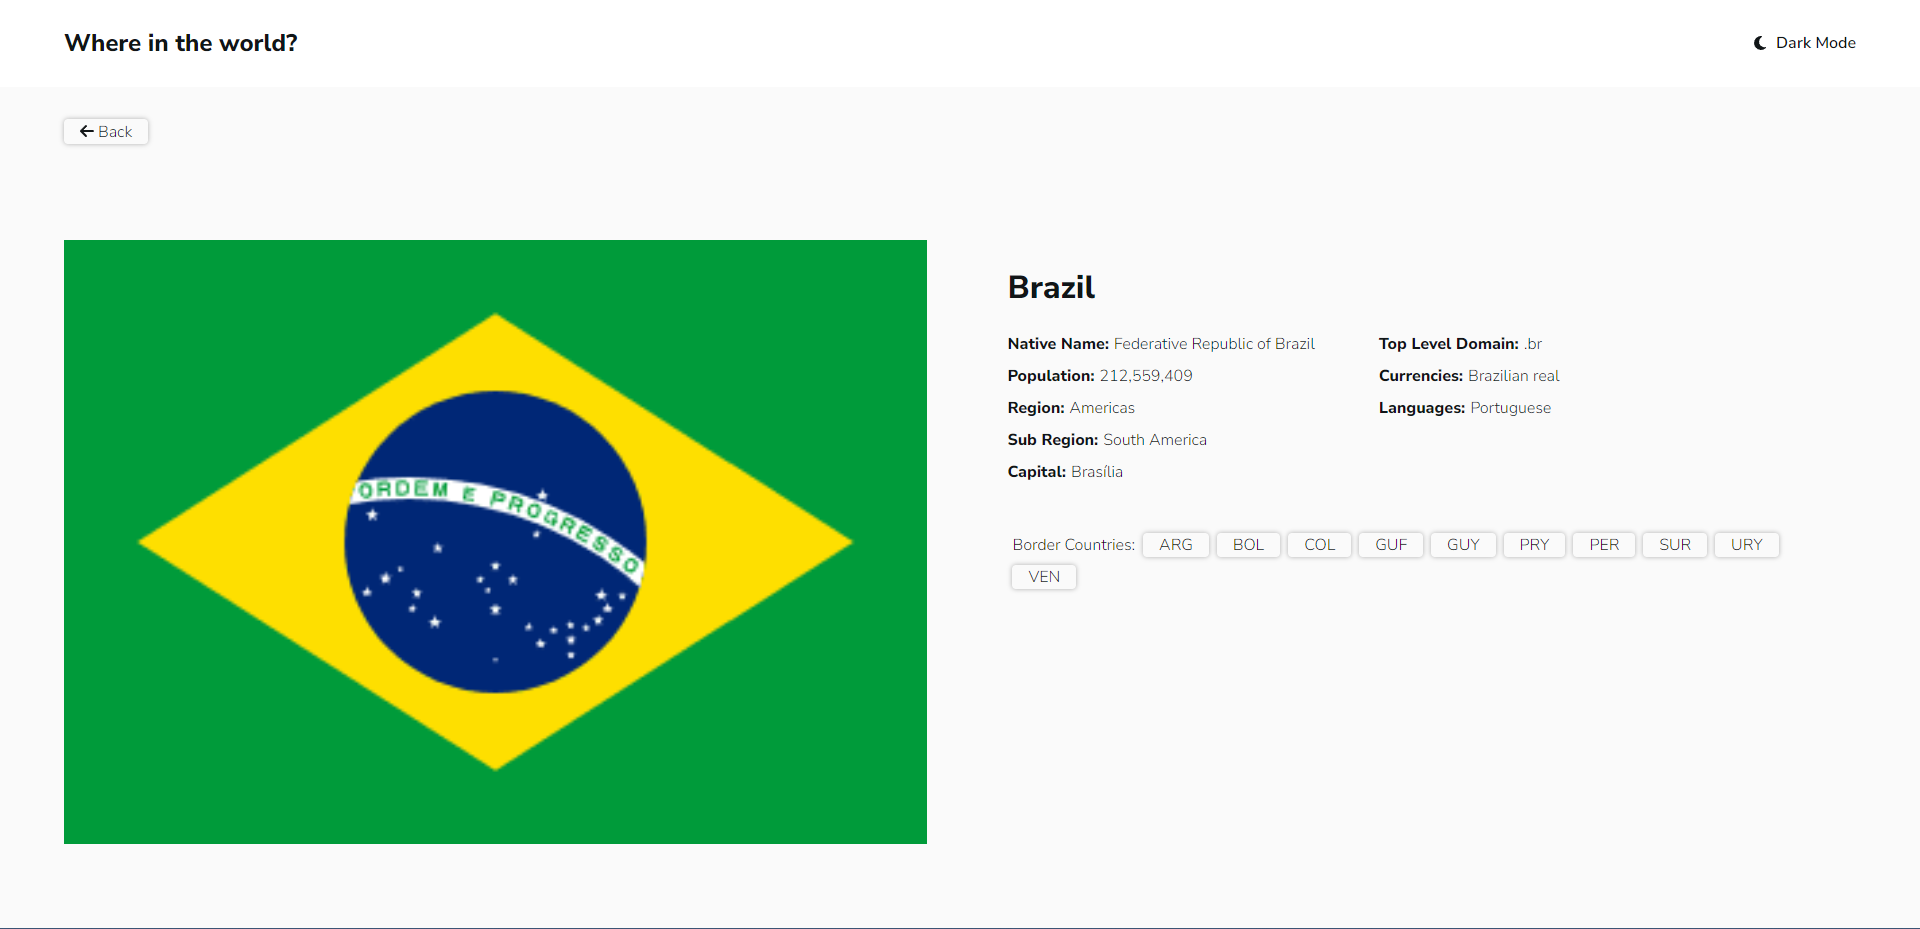 Where in the world?
Dark Mode
Back
ORDEM E PROGRESSO
Brazil
Native Name: Federative Republic of Brazil
Population: 212,559,409
Region: Americas
Sub Region: South America
Capital: Brasília
Top Level Domain: .br
Currencies: Brazilian real
Languages: Portuguese
Border Countries: ARG BOL COL GUF GUY PRY PER SUR URY
VEN